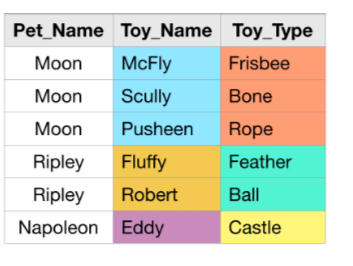 Pet_Name Toy_Name Toy_Type
Moon McFly Frisbee
Moon Scully Bone
Moon Pusheen Rope
Ripley Fluffy Feather
Ripley Robert Ball
Napoleon Eddy Castle